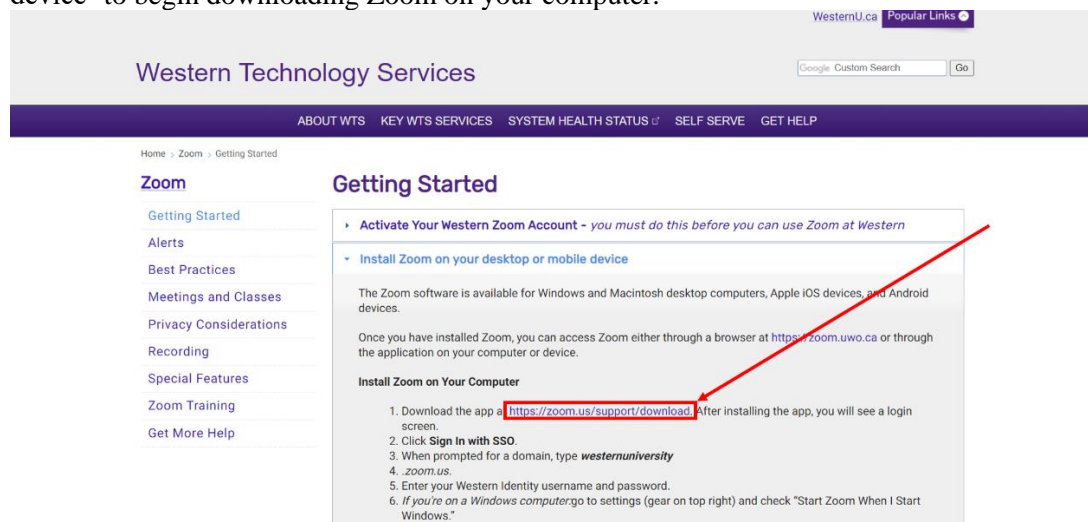 device' to begin downloading Zoom on your computer.
WesternU.ca Popular Links
Western Technology Services
Google Custom Search Go
ABOUT WTS KEY WTS SERVICES SYSTEM HEALTH STATUS SELF SERVE GET HELP
Home > Zoom > Getting Started
Zoom
Getting Started
Alerts
Best Practices
Meetings and Classes
Privacy Considerations
Recording
Special Features
Zoom Training
Get More Help
Getting Started
Activate Your Western Zoom Account - you must do this before you can use Zoom at Western
Install Zoom on your desktop or mobile device
The Zoom software is available for Windows and Macintosh desktop computers, Apple iOS devices, and Android
devices.
Once you have installed Zoom, you can access Zoom either through a browser at https://zoom.uwo.ca or through
the application on your computer or device.
Install Zoom on Your Computer
1. Download the app at https://zoom.us/support/download. After installing the app, you will see a login
screen.
2. Click Sign In with SSO.
3. When prompted for a domain, type westernuniversity
4. .zoom.us.
5. Enter your Western Identity username and password.
6. If you're on a Windows computer:go to settings (gear on top right) and check "Start Zoom When I Start
Windows."